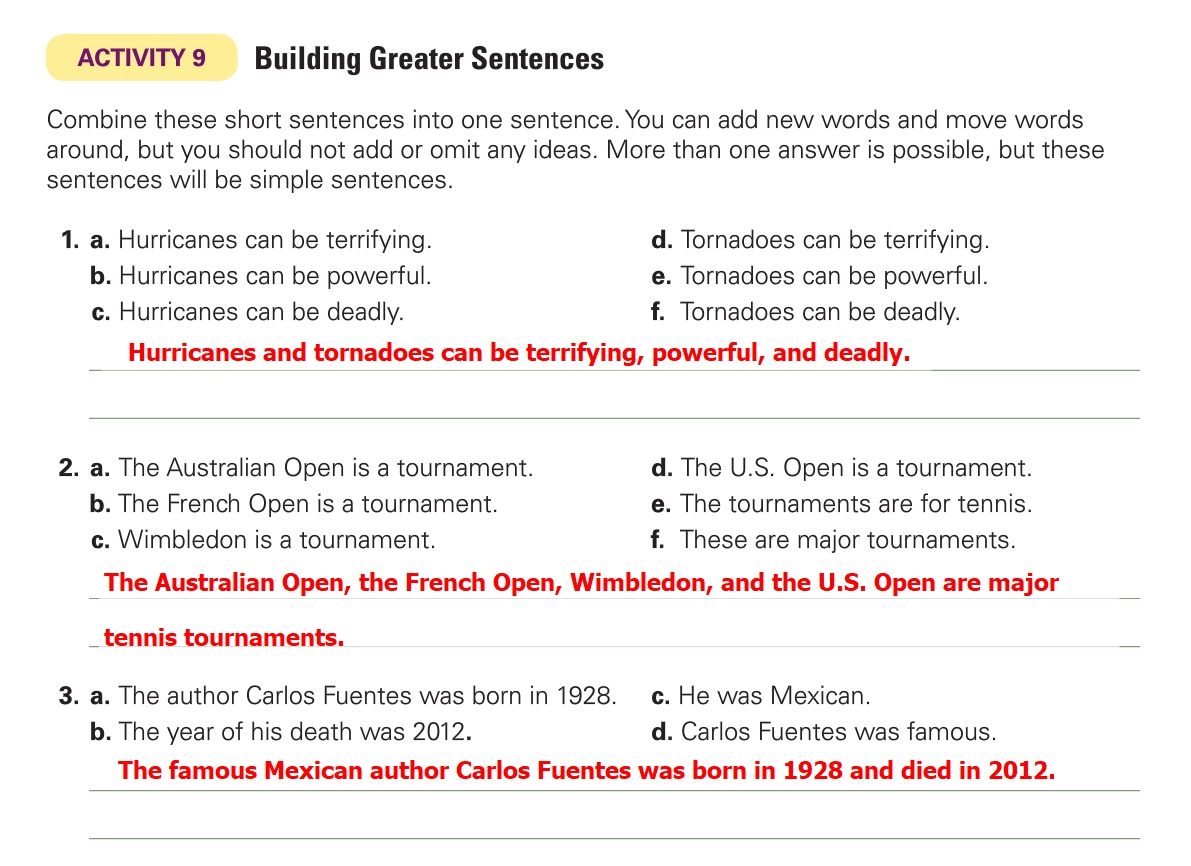 ACTIVITY 9 Building Greater Sentences
Combine these short sentences into one sentence. You can add new words and move words
around, but you should not add or omit any ideas. More than one answer is possible, but these
sentences will be simple sentences.
1. a. Hurricanes can be terrifying. d. Tornadoes can be terrifying.
b. Hurricanes can be powerful. e. Tornadoes can be powerful.
c. Hurricanes can be deadly. f. Tornadoes can be deadly.
Hurricanes and tornadoes can be terrifying, powerful, and deadly.
2. a. The Australian Open is a tournament. d. The U.S. Open is a tournament.
b. The French Open is a tournament. e. The tournaments are for tennis.
c. Wimbledon is a tournament. f. These are major tournaments.
The Australian Open, the French Open, Wimbledon, and the U.S. Open are major
tennis tournaments.
3. a. The author Carlos Fuentes was born in 1928. c. He was Mexican.
b. The year of his death was 2012. d. Carlos Fuentes was famous.
The famous Mexican author Carlos Fuentes was born in 1928 and died in 2012.